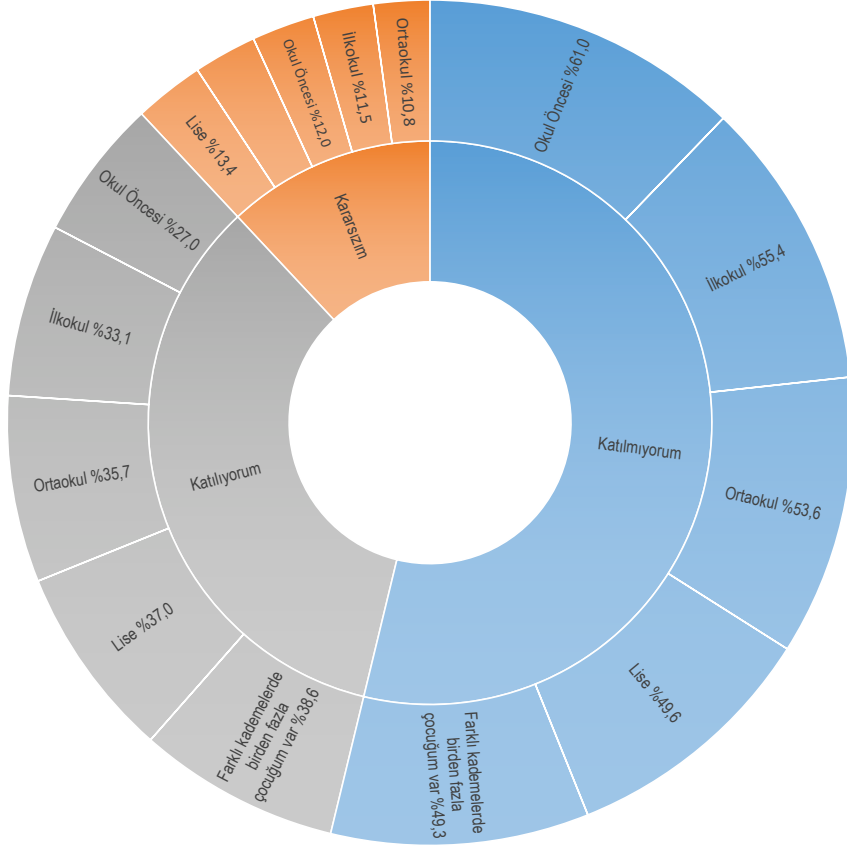 Katılmıyorum
Okul Öncesi %61,0
İlkokul %55,4
Ortaokul %53,6
Lise %49,6
Farklı kademelerde
birden fazla
çocuğum var %49,3
Katılıyorum
Farklı kademelerde
birden fazla
çocuğum var %38,6
Lise %37,0
Ortaokul %35,7
İlkokul %33,1
Okul Öncesi %27,0
Kararsızım
Lise %13,4
Okul Öncesi %12,0
İlkokul %11,5
Ortaokul %10,8